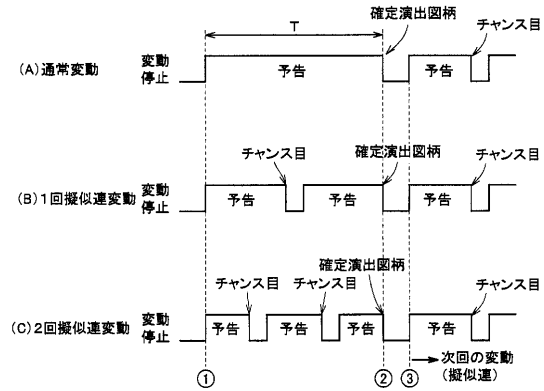 T
確定演出図柄
チャンス目
(A)通常変動
変動
停止
予告
予告
チャンス目
確定演出図柄
チャンス目
(B)1回擬似連変動
変動
停止
予告
予告
予告
確定演出図柄
チャンス目
チャンス目
チャンス目
(C)2回擬似連変動
変動
停止
予告
予告
予告
予告
次回の変動
(擬似連)
① ② ③